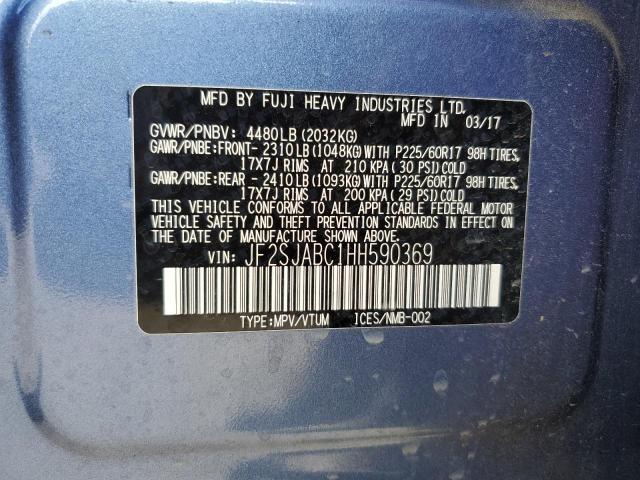 MFD BY FUJI HEAVY INDUSTRIES LTD.
MFD IN 03/17
GVWR/PNBV: 4480LB(2032KG)
GAWR/PNBE:FRONT- 2310LB(1048KG)WITH P225/60R17 98H TIRES,
17X7J RIMS AT 210 KPA( 30 PSI)COLD
GAWR/PNBE:REAR - 2410LB(1093KG)WITH P225/60R17 98H TIRES,
17X7J RIMS AT 200 KPA(29 PSI)COLD
THIS VEHICLE CONFORMS TO ALL APPLICABLE FEDERAL MOTOR
VEHICLE SAFETY AND THEFT PREVENTION STANDARDS IN EFFECT ON
THE DATE OF MANUFACTURE SHOWN ABOVE.
VIN: JF2SJABC1HH590369
TYPE:MPV/VTUM ICES/NMB-002